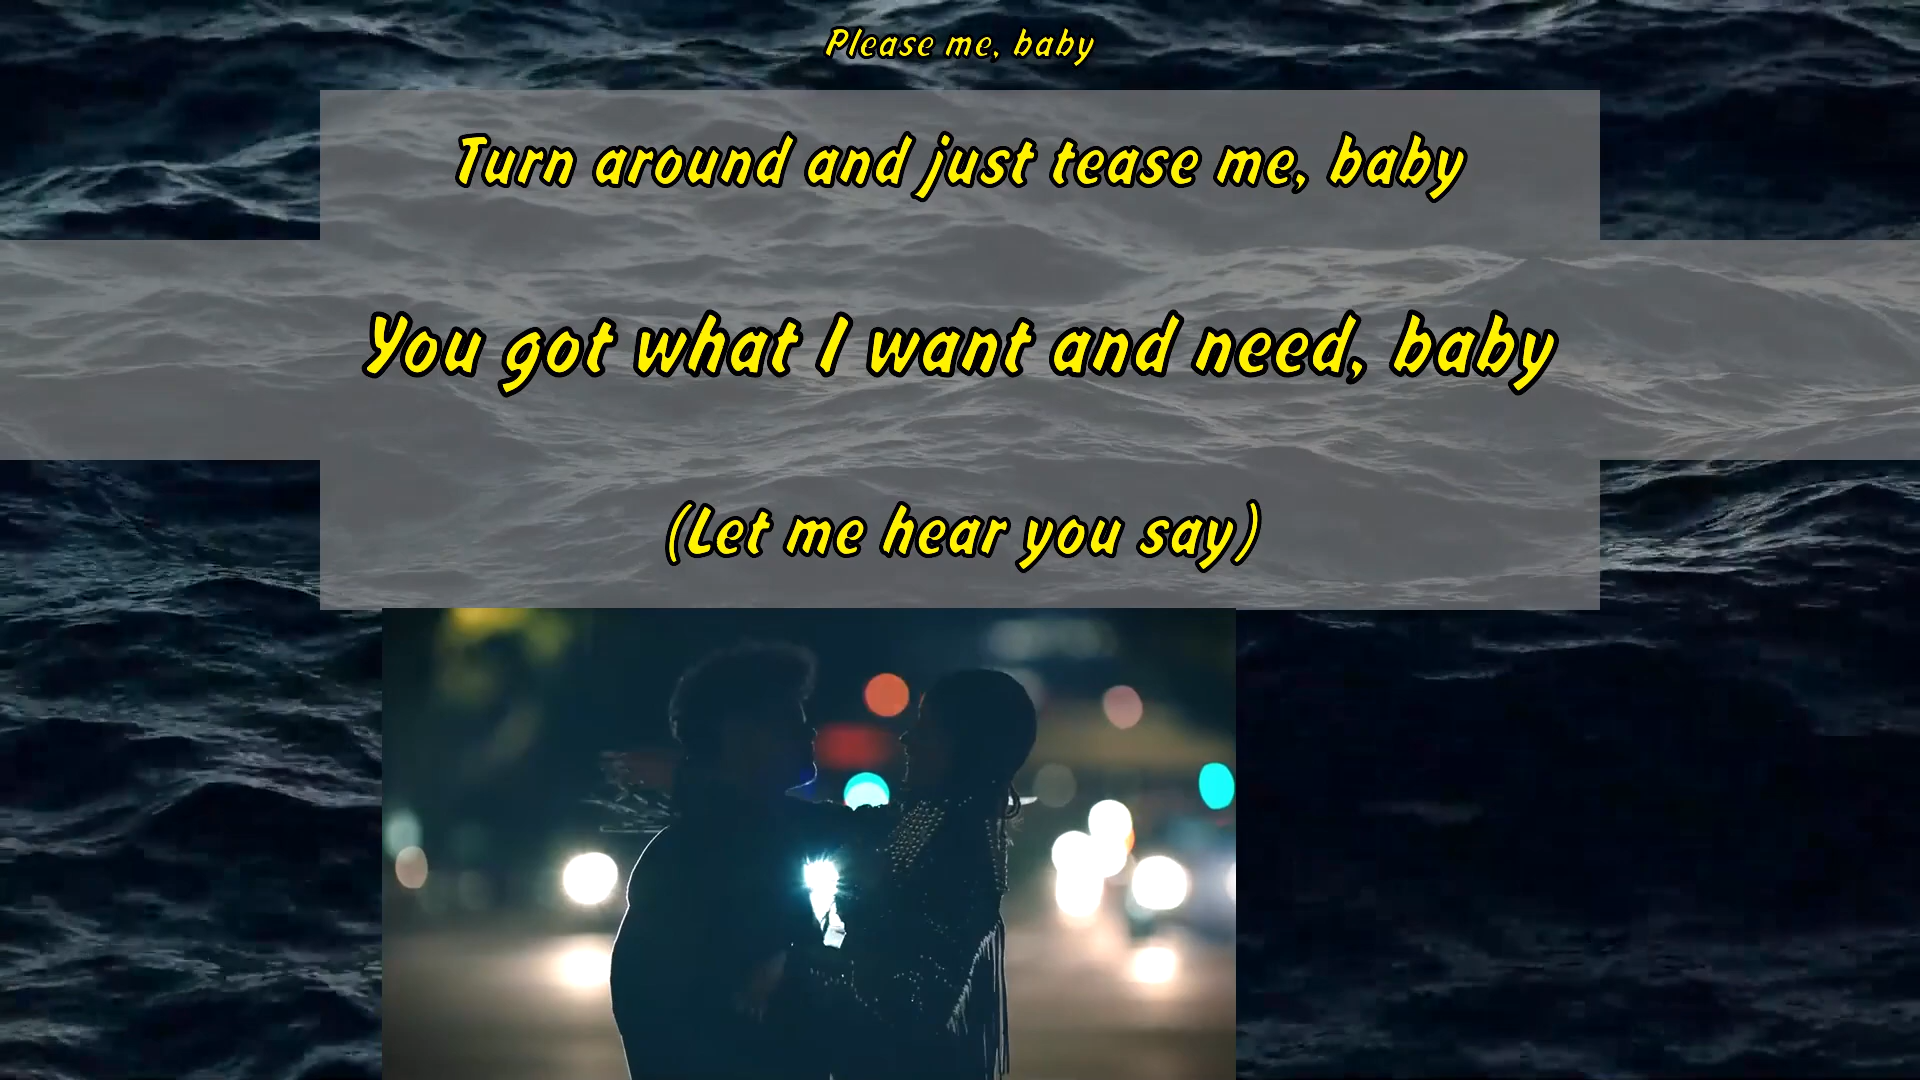 Please me, baby
Turn around and just tease me, baby
You got what I want and need, baby
(Let me hear you say)